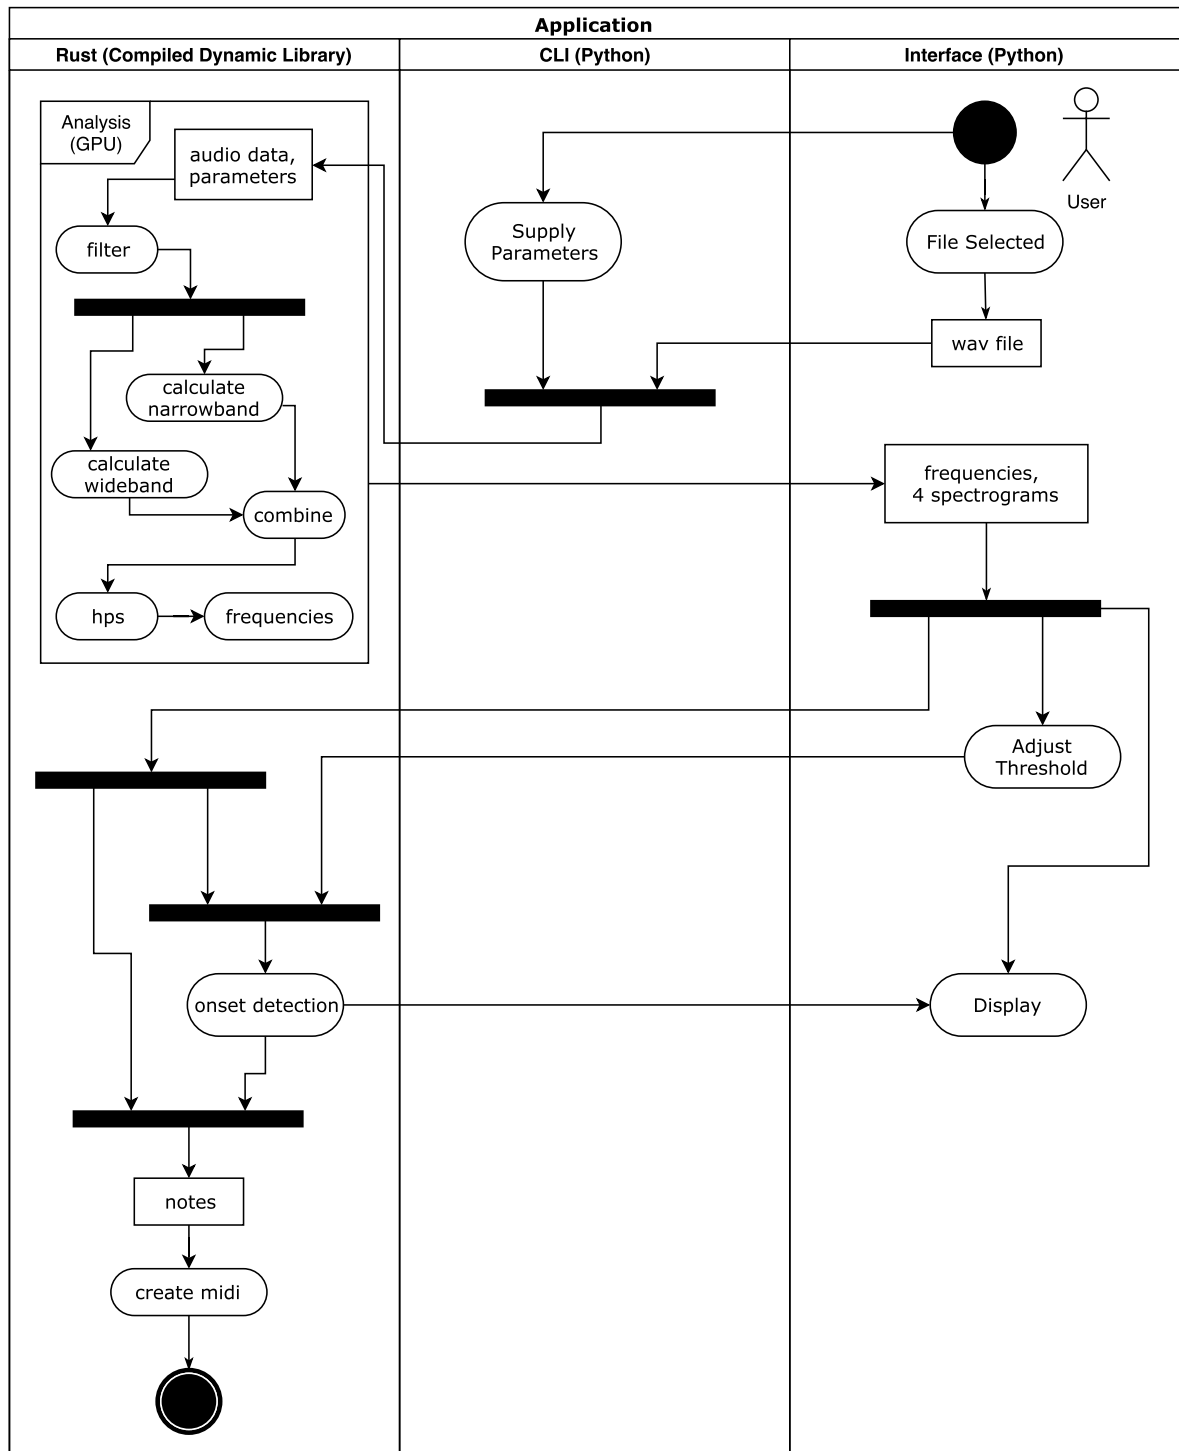 Application
Rust (Compiled Dynamic Library)
CLI (Python)
Interface (Python)
Analysis
(GPU)
audio data,
parameters
filter
calculate
narrowband
calculate
wideband
combine
hps
frequencies
Supply
Parameters
User
File Selected
wav file
frequencies,
4 spectrograms
Adjust
Threshold
onset detection
Display
notes
create midi